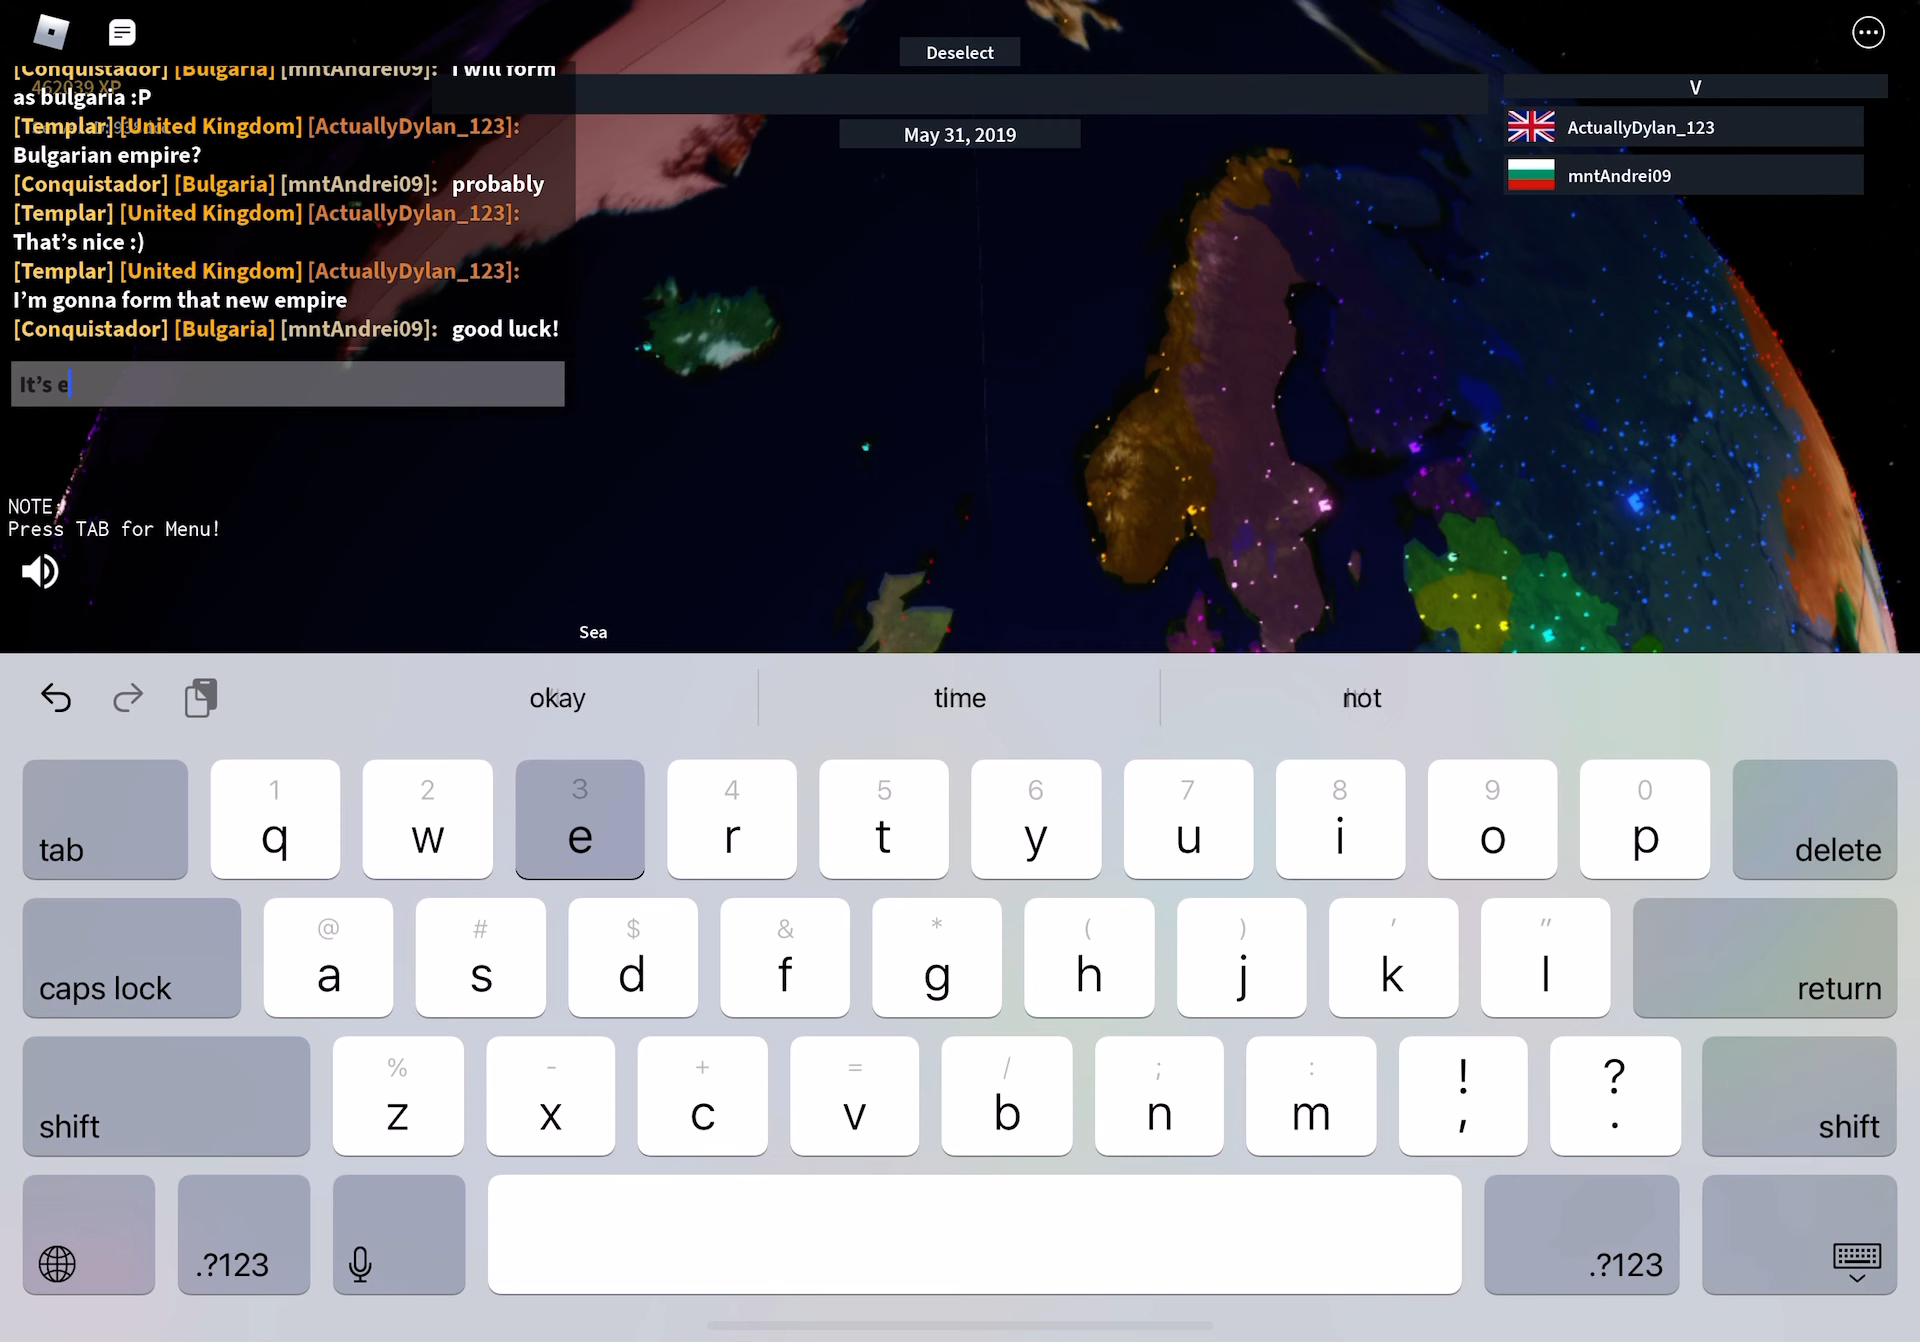 Deselect
[Conquistador] [Bulgaria] [mntAndrei09]: I will form
as bulgaria :P
462039 XP
V
[Templar] [United Kingdom] [ActuallyDylan_123]:
May 31, 2019
ActuallyDylan_123
Bulgarian empire?
[Conquistador] [Bulgaria] [mntAndrei09]: probably
mntAndrei09
[Templar] [United Kingdom] [ActuallyDylan_123]:
That’s nice :)
[Templar] [United Kingdom] [ActuallyDylan_123]:
I’m gonna form that new empire
[Conquistador] [Bulgaria] [mntAndrei09]: good luck!
It’s e
NOTE:
Press TAB for Menu!
Sea
okay time not
1 2 3 4 5 6 7 8 9 0
tab q w e r t y u i o p delete
@ # $ & * ( ) ' "
caps lock a s d f g h j k l return
% - + = / ; : ! ?
shift z x c v b n m , . shift
.?123 .?123